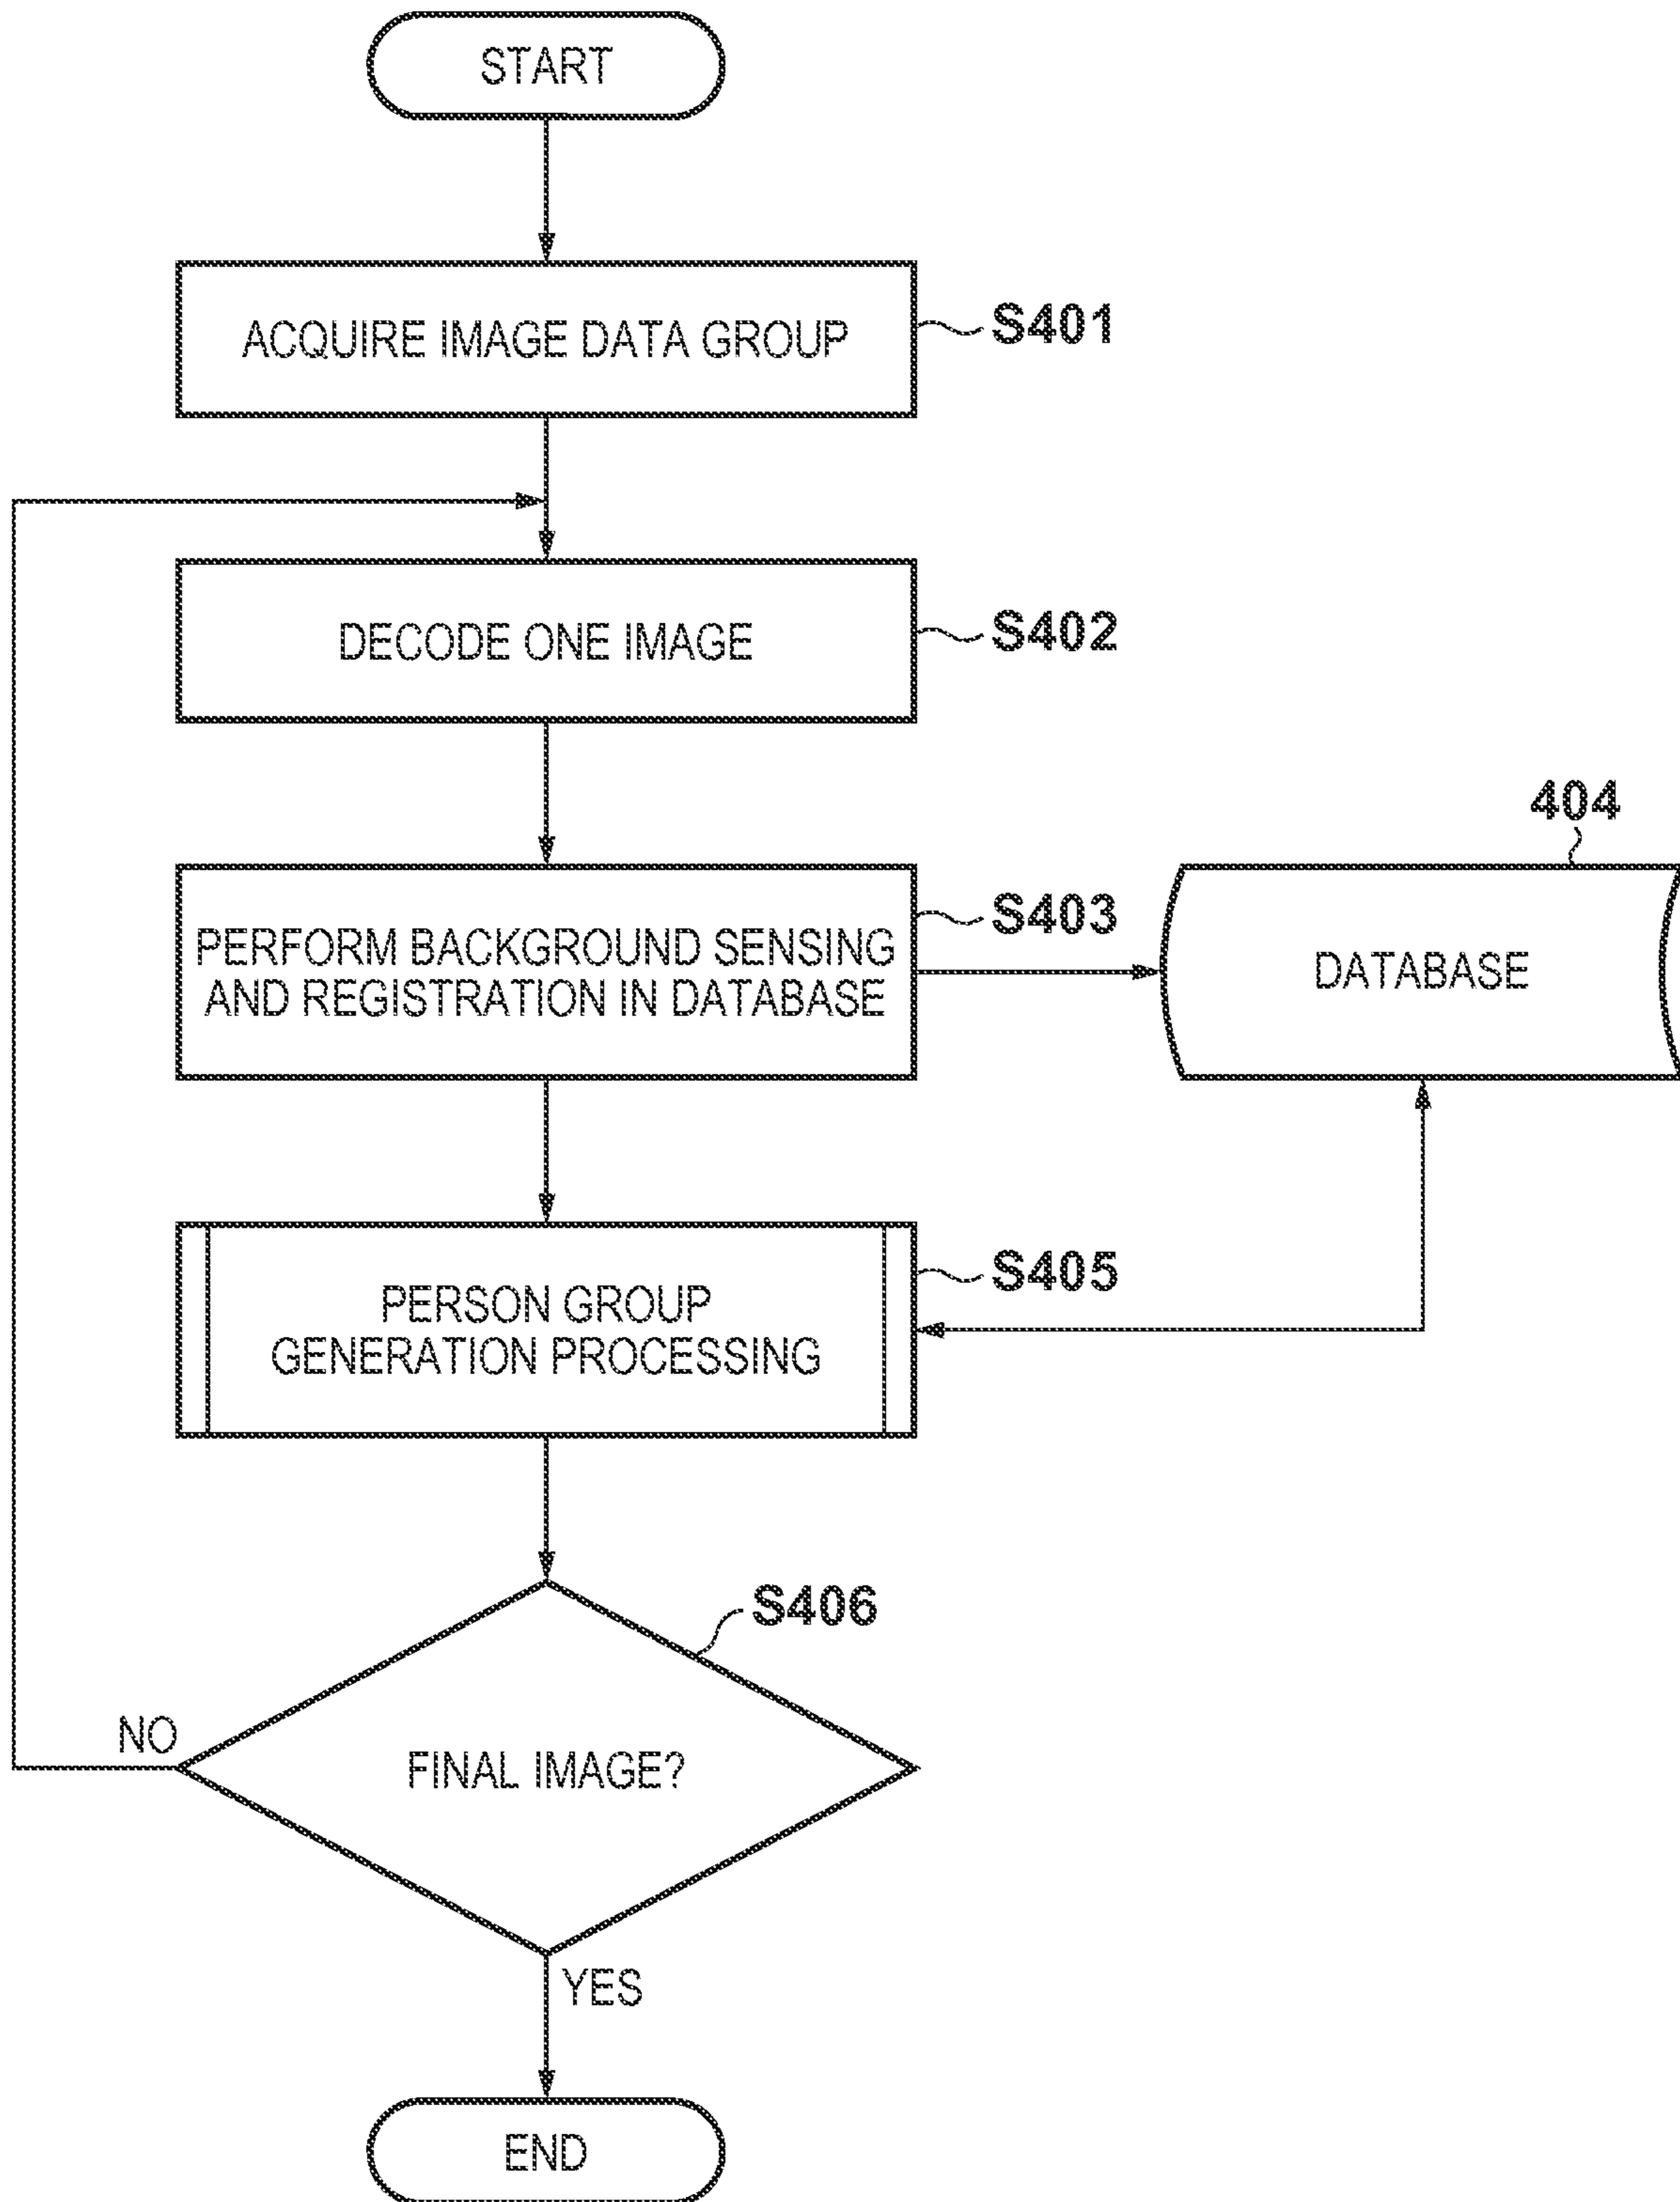 START
ACQUIRE IMAGE DATA GROUP
S401
DECODE ONE IMAGE
S402
404
PERFORM BACKGROUND SENSING
AND REGISTRATION IN DATABASE
S403
DATABASE
PERSON GROUP
GENERATION PROCESSING
S405
S406
NO
FINAL IMAGE?
YES
END